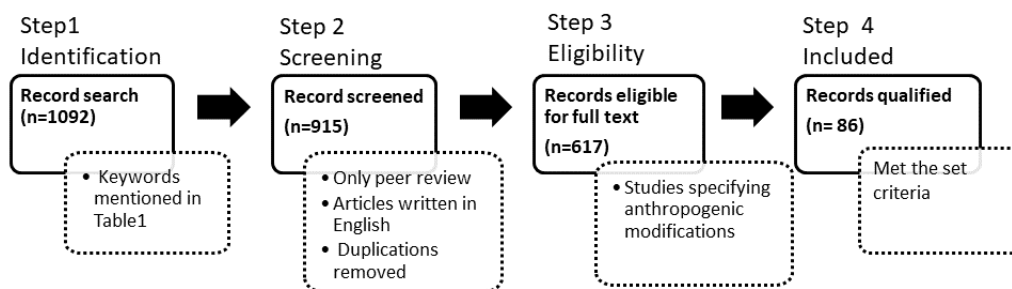 Step1
Identification
Record search
(n=1092)
• Keywords
mentioned in
Table1
Step 2
Screening
Record screened
(n=915)
• Only peer review
• Articles written in
English
• Duplications
removed
Step 3
Eligibility
Records eligible
for full text
(n=617)
• Studies specifying
anthropogenic
modifications
Step 4
Included
Records qualified
(n= 86)
Met the set
criteria